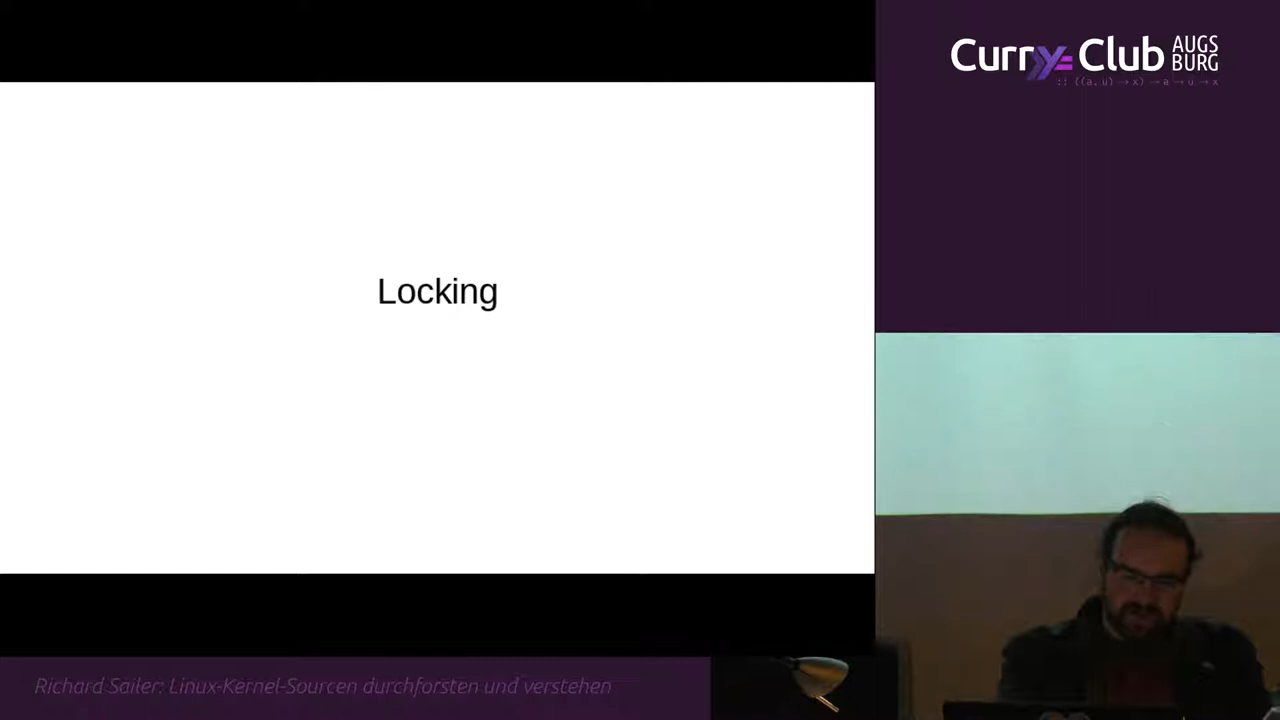 Curry Club AUGS
BURG
:: ((a, u) → x) → a → u → x
Locking
Richard Sailer: Linux-Kernel-Sourcen durchforsten und verstehen